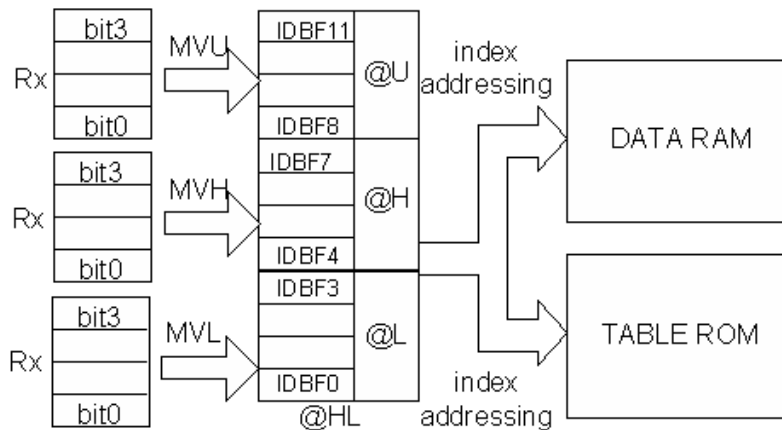 bit3
Rx
bit0
MVU
IDBF11
IDBF8
@U
index
addressing
DATA RAM
bit3
Rx
bit0
MVH
IDBF7
IDBF4
@H
bit3
Rx
bit0
MVL
IDBF3
IDBF0
@L
@HL
index
addressing
TABLE ROM